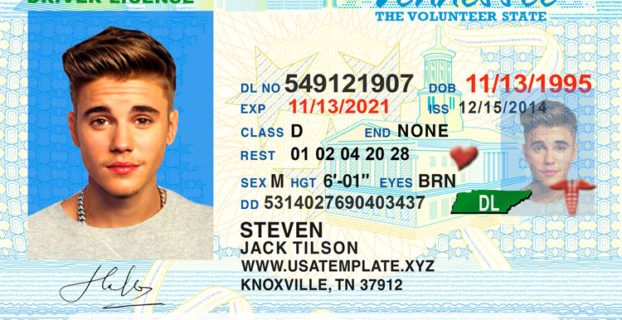 DRIVER LICENSE
TENNESSEE
THE VOLUNTEER STATE
DL NO 549121907 DOB 11/13/1995
EXP 11/13/2021 ISS 12/15/2014
CLASS D END NONE
REST 01 02 04 20 28
SEX M HGT 6'-01" EYES BRN
DD 5314027690403437
DL
STEVEN
JACK TILSON
WWW.USATEMPLATE.XYZ
KNOXVILLE, TN 37912